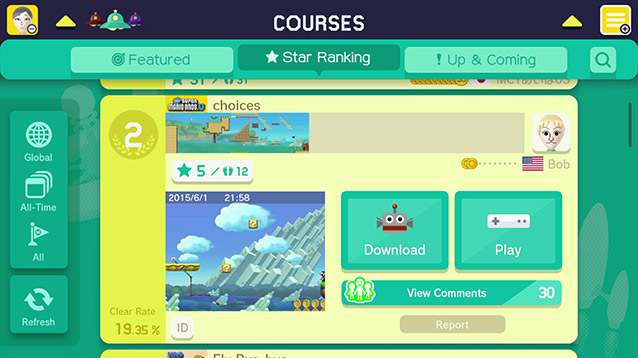 COURSES
Featured
Star Ranking
! Up & Coming
Global
All-Time
All
Refresh
2
choices
Bob
5 / 12
2015/6/1 21:58
Download
Play
View Comments 30
Clear Rate
19.35 %
ID
Report